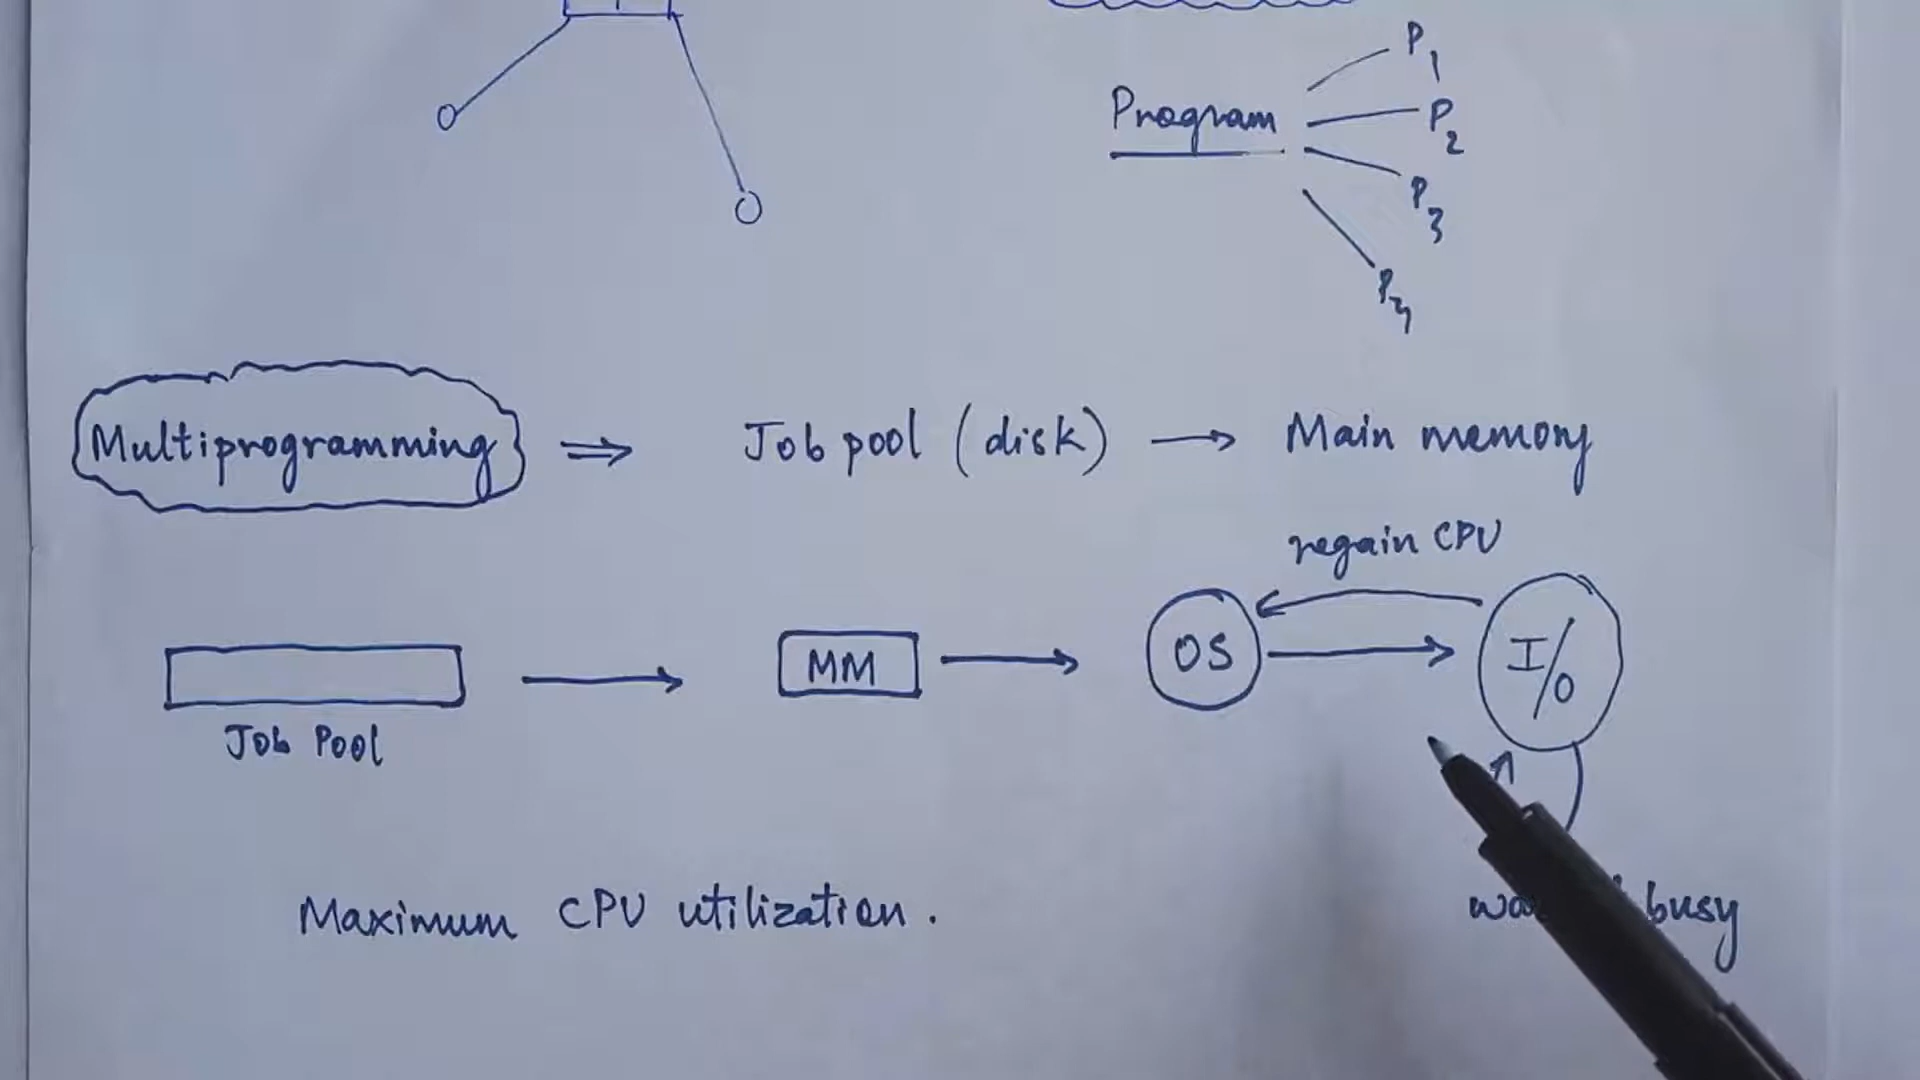 Program
P1
P2
P3
P4
Multiprogramming ⇒ Job pool (disk) → Main memory
regain CPU
MM
OS
I/O
Job Pool
Maximum CPU utilization.
busy